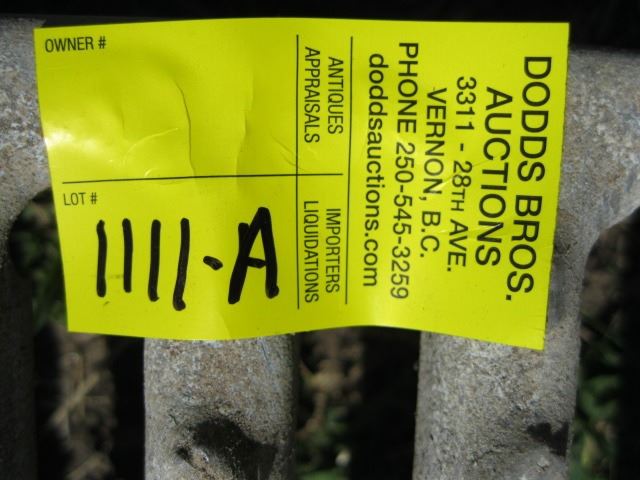 OWNER #
LOT #
1111-A
DODDS BROS.
AUCTIONS
3311 - 28TH AVE.
VERNON, B.C.
PHONE 250-545-3259
doddsauctions.com
ANTIQUES
APPRAISALS
IMPORTERS
LIQUIDATIONS